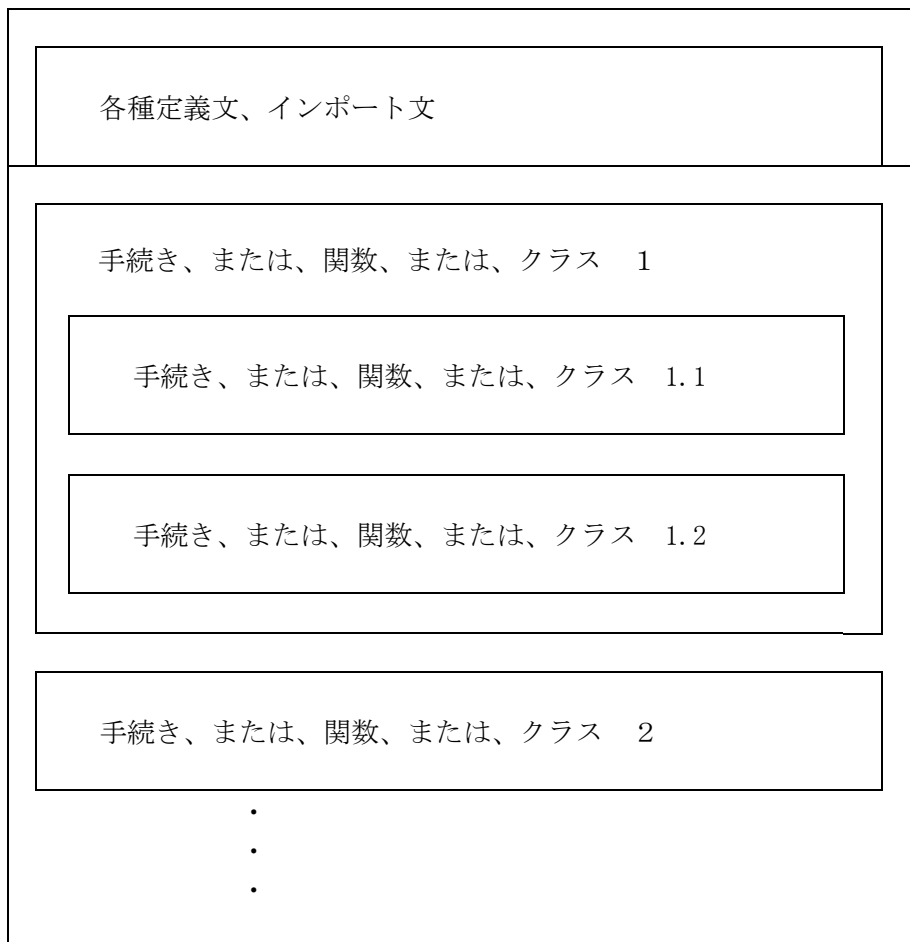 各種定義文、インポート文
手続き、または、関数、または、クラス　１
手続き、または、関数、または、クラス　1.1
手続き、または、関数、または、クラス　1.2
手続き、または、関数、または、クラス　２
・
・
・